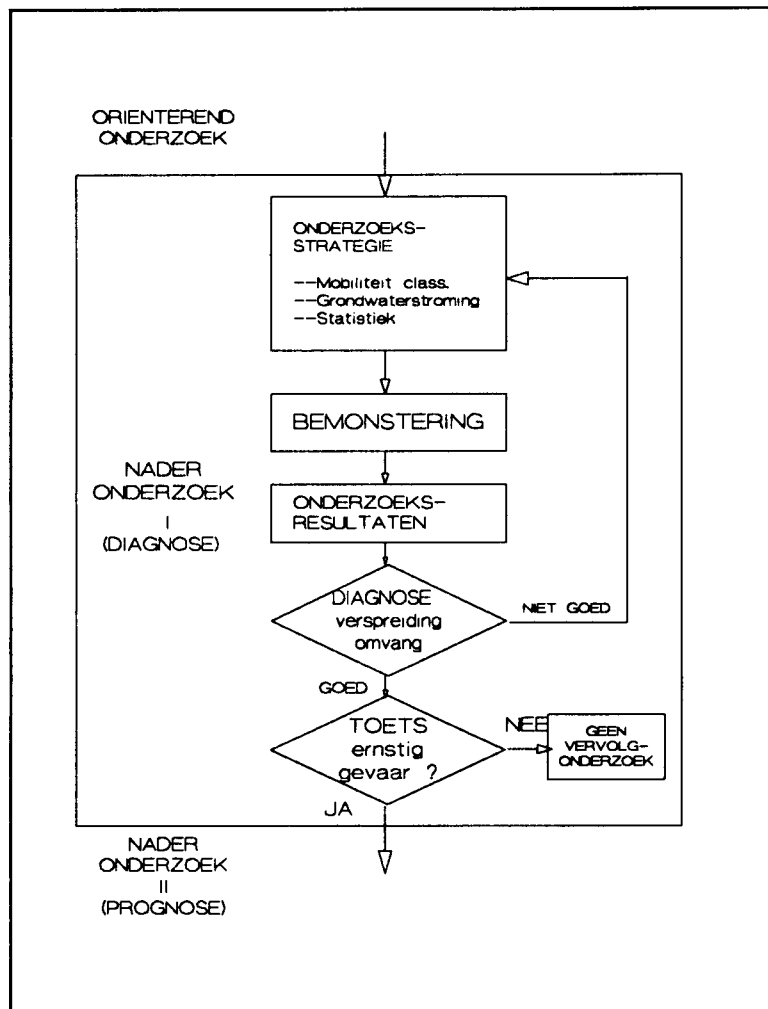 ORIENTEREND
ONDERZOEK
ONDERZOEKS-
STRATEGIE
--Mobiliteit class.
--Grondwaterstroming
--Statistiek
BEMONSTERING
NADER
ONDERZOEK
I
(DIAGNOSE)
ONDERZOEKS-
RESULTATEN
DIAGNOSE
verspreiding
omvang
NIET GOED
GOED
TOETS
ernstig
gevaar ?
NEE
GEEN
VERVOLG-
ONDERZOEK
JA
NADER
ONDERZOEK
II
(PROGNOSE)